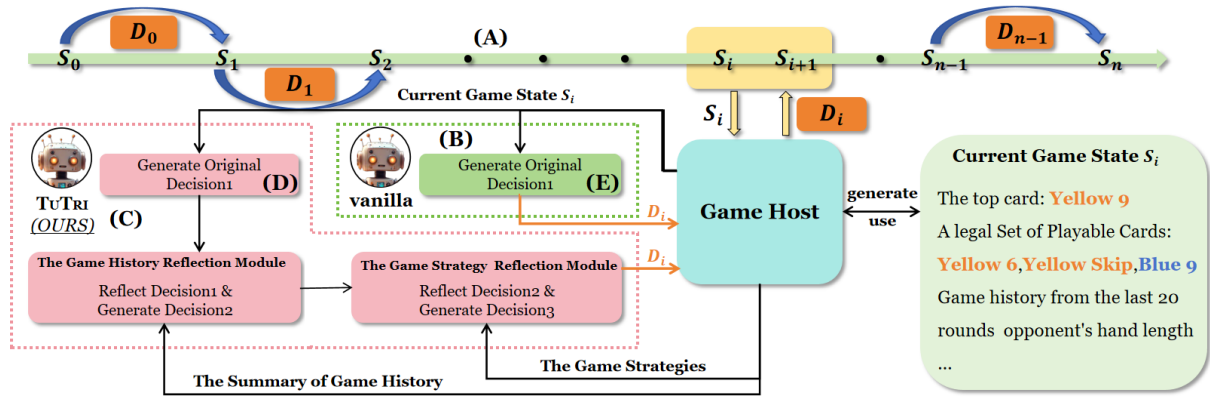 D₀
(A)
Dₙ₋₁
S₀
S₁
S₂
Sᵢ
Sᵢ₊₁
Sₙ₋₁
Sₙ
D₁
Current Game State Sᵢ
Sᵢ
Dᵢ
(B)
Generate Original
Decision1
(D)
TUTRI
(OURS)
(C)
vanilla
Generate Original
Decision1
(E)
Dᵢ
Dᵢ
Game Host
generate
use
Current Game State Sᵢ
The top card: Yellow 9
A legal Set of Playable Cards:
Yellow 6,Yellow Skip,Blue 9
Game history from the last 20
rounds opponent's hand length
...
The Game History Reflection Module
Reflect Decision1 &
Generate Decision2
The Game Strategy Reflection Module
Reflect Decision2 &
Generate Decision3
The Game Strategies
The Summary of Game History